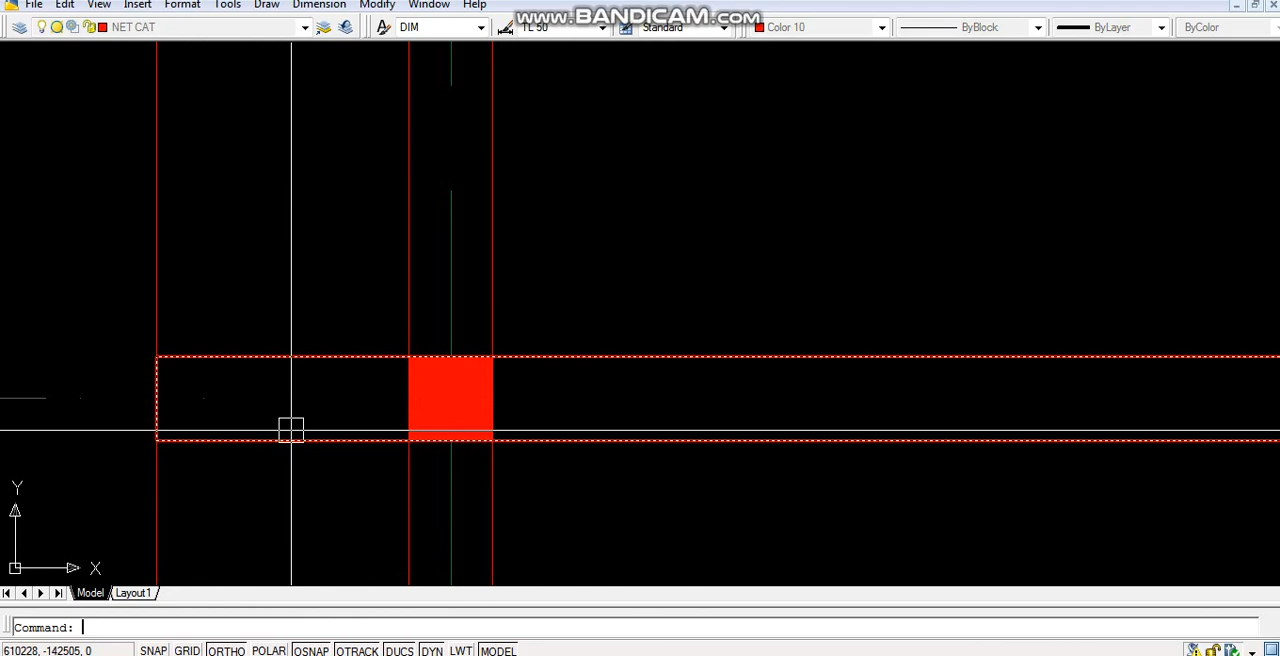 File Edit View Insert Format Tools Draw Dimension Modify Window Help
www.BANDICAM.com
NET CAT DIM TL 50 Standard Color 10 ByBlock ByLayer ByColor
Y
X
Model Layout1
Command:
610228, -142505, 0 SNAP GRID ORTHO POLAR OSNAP OTRACK DUCS DYN LWT MODEL